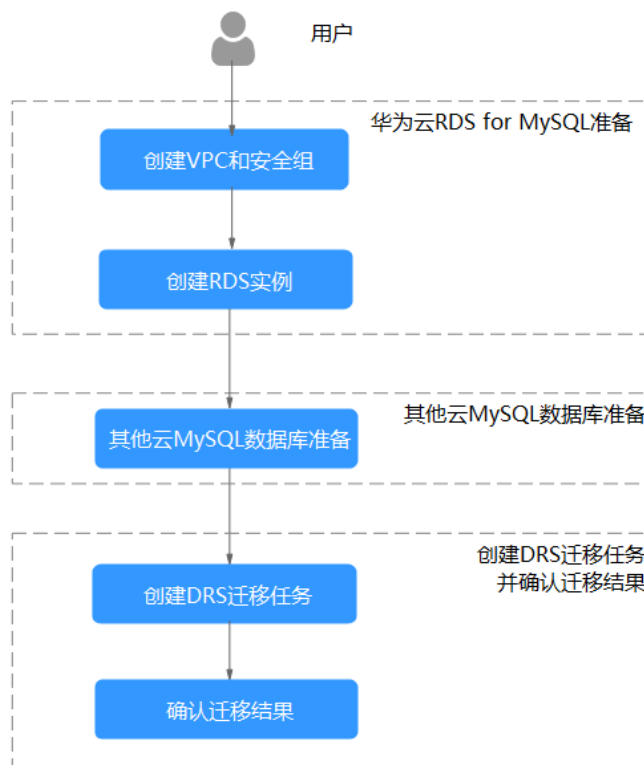 用户
华为云RDS for MySQL准备
创建VPC和安全组
创建RDS实例
其他云MySQL数据库准备
其他云MySQL数据库准备
创建DRS迁移任务
并确认迁移结果
创建DRS迁移任务
确认迁移结果